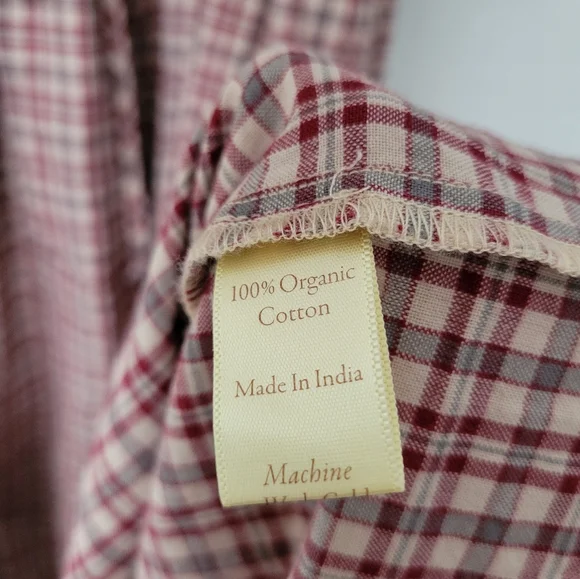 100% Organic
Cotton
Made In India
Machine